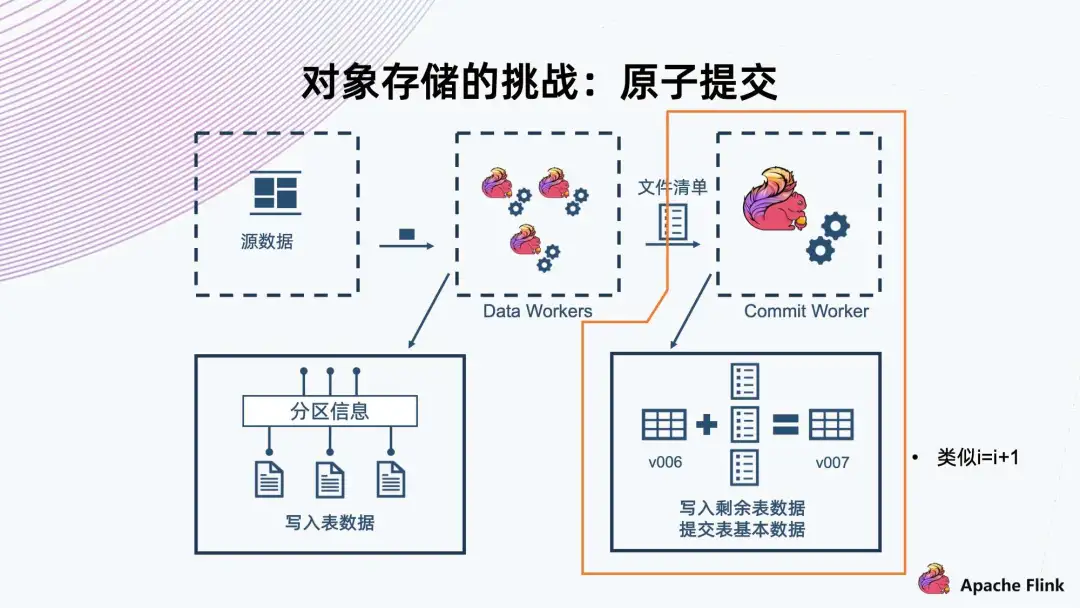 对象存储的挑战：原子提交
源数据
Data Workers
文件清单
Commit Worker
分区信息
写入表数据
v006
v007
写入剩余表数据
提交表基本数据
• 类似i=i+1
Apache Flink